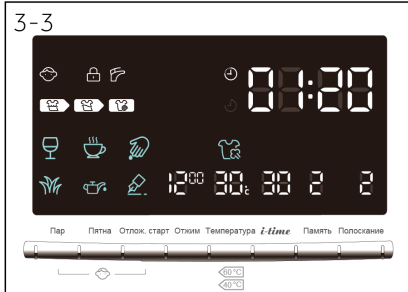 3-3
01:20
12 00 30 °c 80 2 2
Пар Пятна Отлож. старт Отжим Температура i-time Память Полоскание
60 °C
40 °C